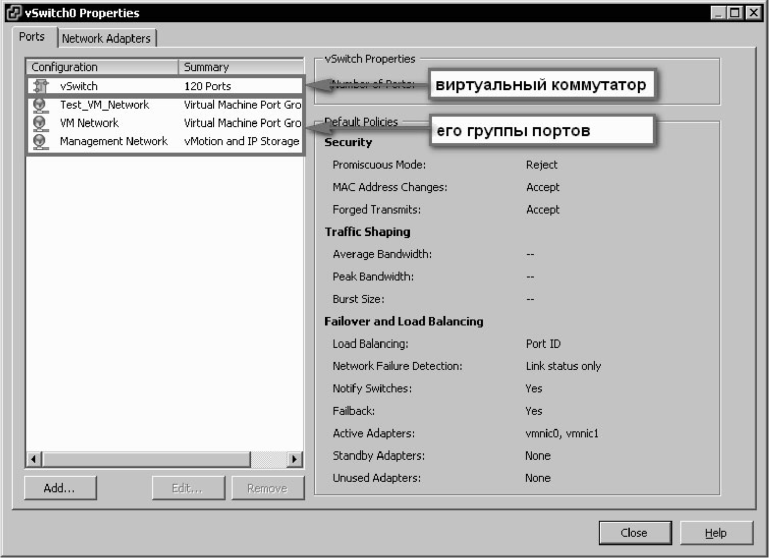 vSwitch0 Properties
Ports Network Adapters
Configuration Summary
vSwitch 120 Ports
Test_VM_Network Virtual Machine Port Gro
VM Network Virtual Machine Port Gro
Management Network vMotion and IP Storage
vSwitch Properties
Number of Ports:
виртуальный коммутатор
Default Policies
его группы портов
Security
Promiscuous Mode: Reject
MAC Address Changes: Accept
Forged Transmits: Accept
Traffic Shaping
Average Bandwidth: --
Peak Bandwidth: --
Burst Size: --
Failover and Load Balancing
Load Balancing: Port ID
Network Failure Detection: Link status only
Notify Switches: Yes
Failback: Yes
Active Adapters: vmnic0, vmnic1
Standby Adapters: None
Unused Adapters: None
Add... Edit... Remove
Close Help